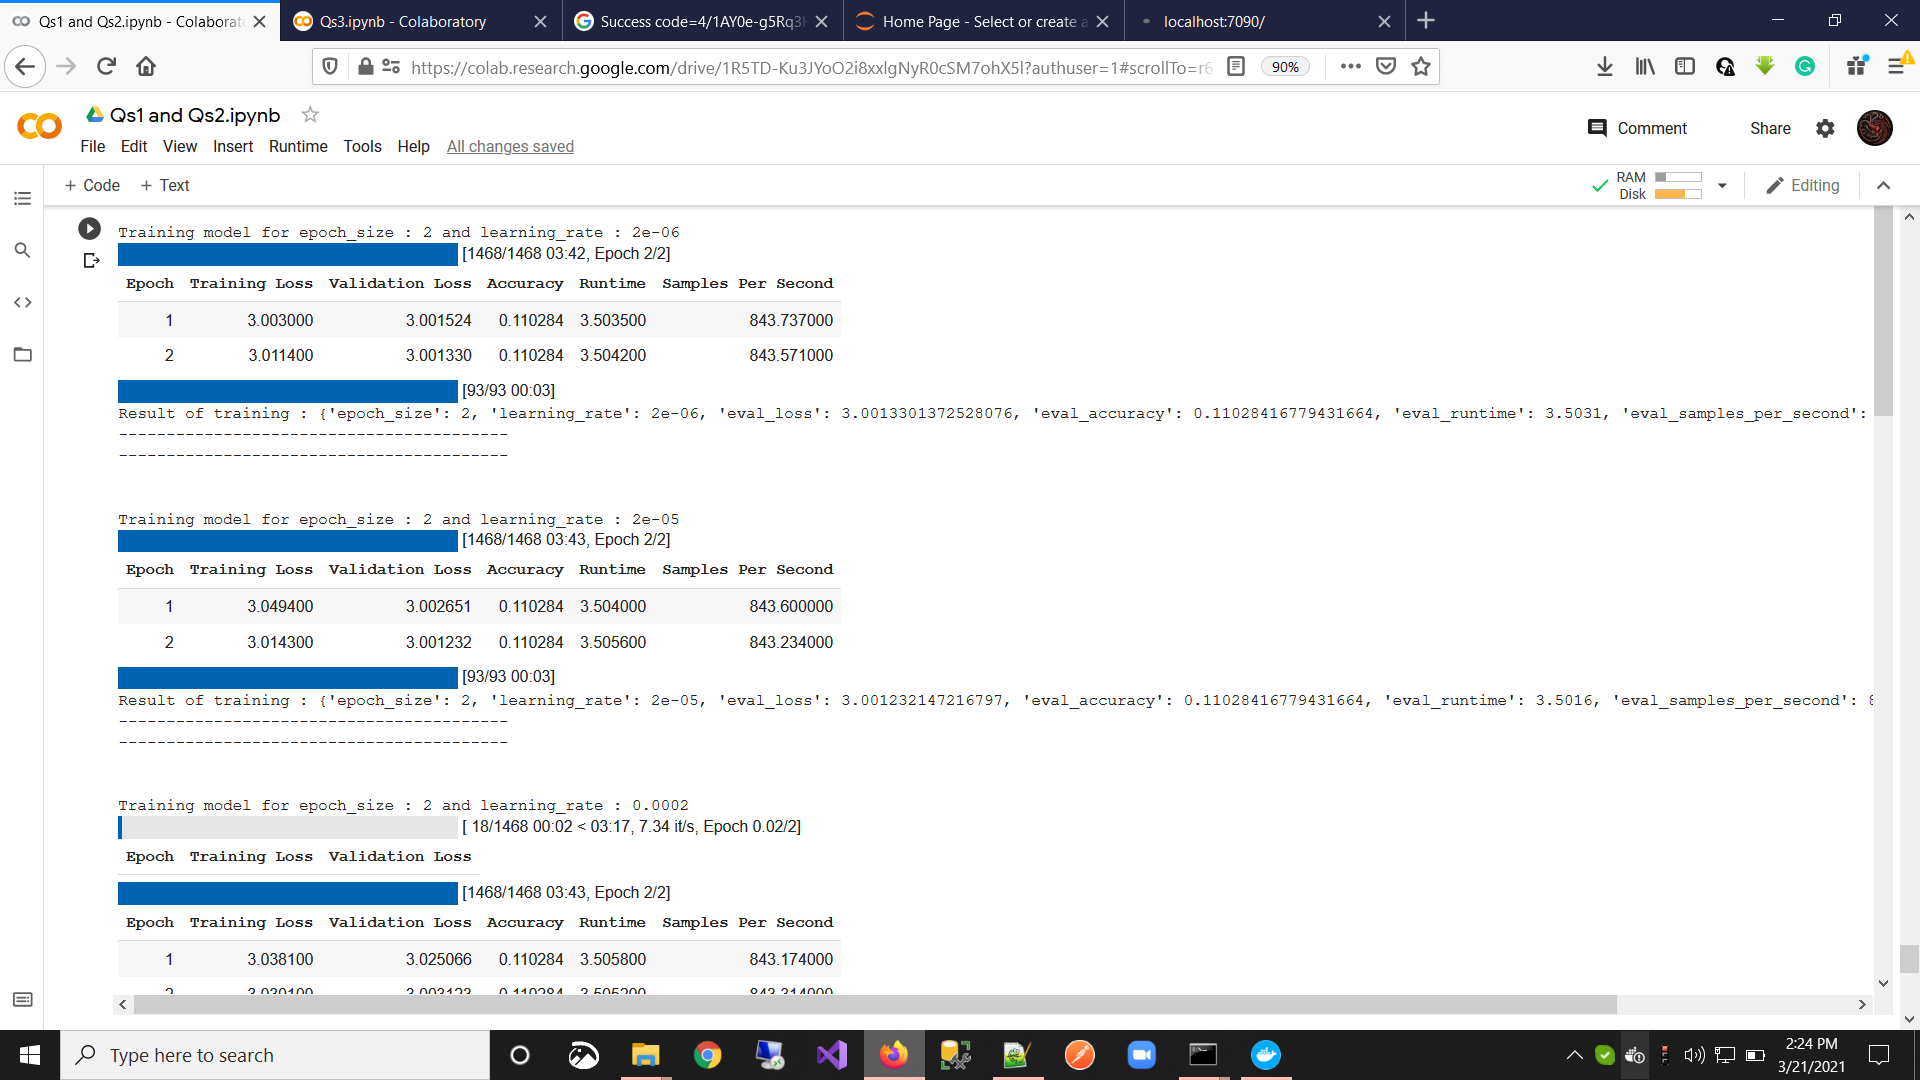 Qs1 and Qs2.ipynb - Colaborato
Qs3.ipynb - Colaboratory
Success code=4/1AY0e-g5Rq3
Home Page - Select or create a
localhost:7090/
https://colab.research.google.com/drive/1R5TD-Ku3JYoO2i8xxlgNyR0cSM7ohX5l?authuser=1#scrollTo=r6
90%
Qs1 and Qs2.ipynb
Comment
Share
File Edit View Insert Runtime Tools Help All changes saved
+ Code + Text
RAM
Disk
Editing
Training model for epoch_size : 2 and learning_rate : 2e-06
[1468/1468 03:42, Epoch 2/2]
Epoch Training Loss Validation Loss Accuracy Runtime Samples Per Second
1 3.003000 3.001524 0.110284 3.503500 843.737000
2 3.011400 3.001330 0.110284 3.504200 843.571000
[93/93 00:03]
Result of training : {'epoch_size': 2, 'learning_rate': 2e-06, 'eval_loss': 3.0013301372528076, 'eval_accuracy': 0.11028416779431664, 'eval_runtime': 3.5031, 'eval_samples_per_second':
-----------------------------------------
-----------------------------------------
Training model for epoch_size : 2 and learning_rate : 2e-05
[1468/1468 03:43, Epoch 2/2]
Epoch Training Loss Validation Loss Accuracy Runtime Samples Per Second
1 3.049400 3.002651 0.110284 3.504000 843.600000
2 3.014300 3.001232 0.110284 3.505600 843.234000
[93/93 00:03]
Result of training : {'epoch_size': 2, 'learning_rate': 2e-05, 'eval_loss': 3.001232147216797, 'eval_accuracy': 0.11028416779431664, 'eval_runtime': 3.5016, 'eval_samples_per_second': 8
-----------------------------------------
-----------------------------------------
Training model for epoch_size : 2 and learning_rate : 0.0002
[ 18/1468 00:02 < 03:17, 7.34 it/s, Epoch 0.02/2]
Epoch Training Loss Validation Loss
[1468/1468 03:43, Epoch 2/2]
Epoch Training Loss Validation Loss Accuracy Runtime Samples Per Second
1 3.038100 3.025066 0.110284 3.505800 843.174000
2 3.030100 3.003123 0.110284 3.505200 843.314000
Type here to search
2:24 PM
3/21/2021